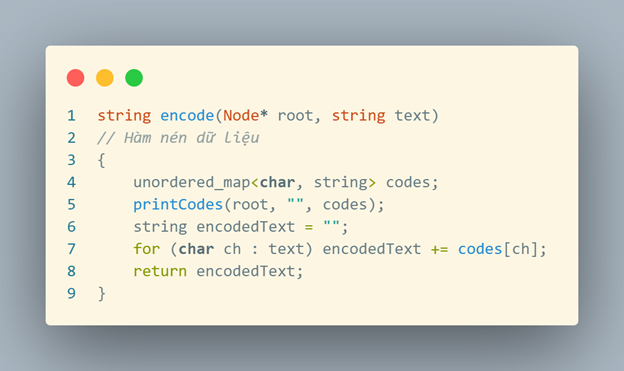 1 string encode(Node* root, string text)
2 // Hàm nén dữ liệu
3 {
4     unordered_map<char, string> codes;
5     printCodes(root, "", codes);
6     string encodedText = "";
7     for (char ch : text) encodedText += codes[ch];
8     return encodedText;
9 }